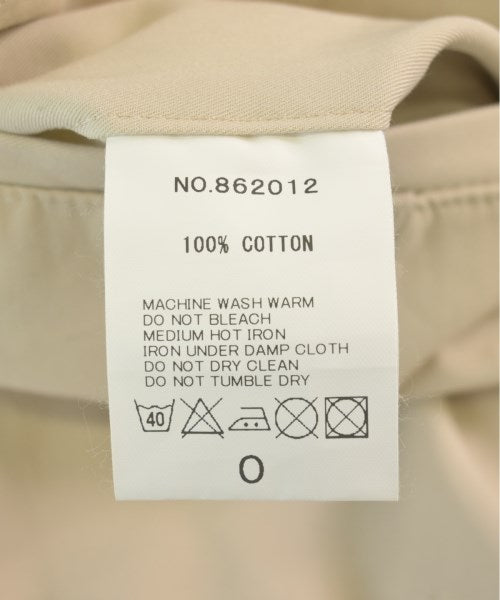 NO.862012
100% COTTON
MACHINE WASH WARM
DO NOT BLEACH
MEDIUM HOT IRON
IRON UNDER DAMP CLOTH
DO NOT DRY CLEAN
DO NOT TUMBLE DRY
40
0